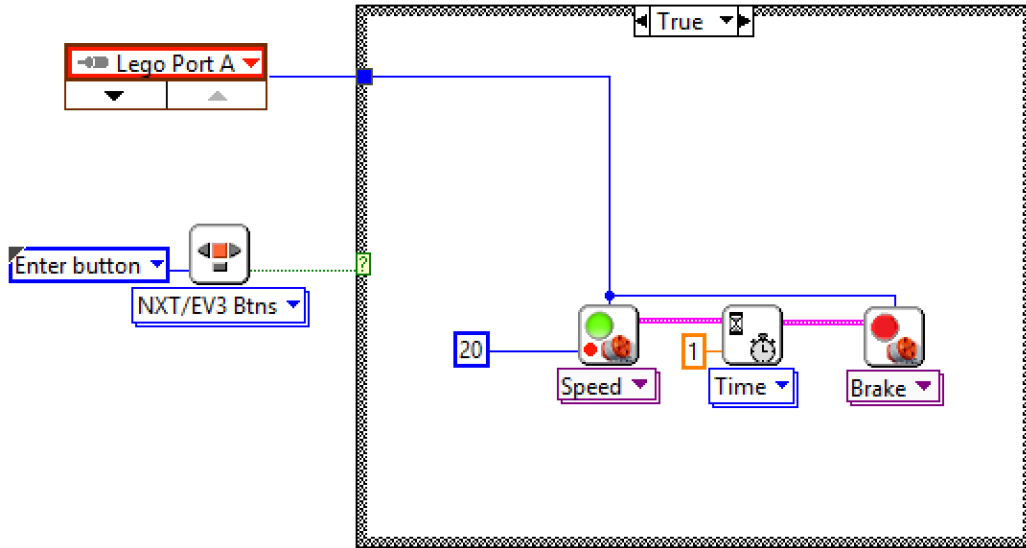 True
Lego Port A
Enter button
?
NXT/EV3 Btns
20
1
Speed
Time
Brake